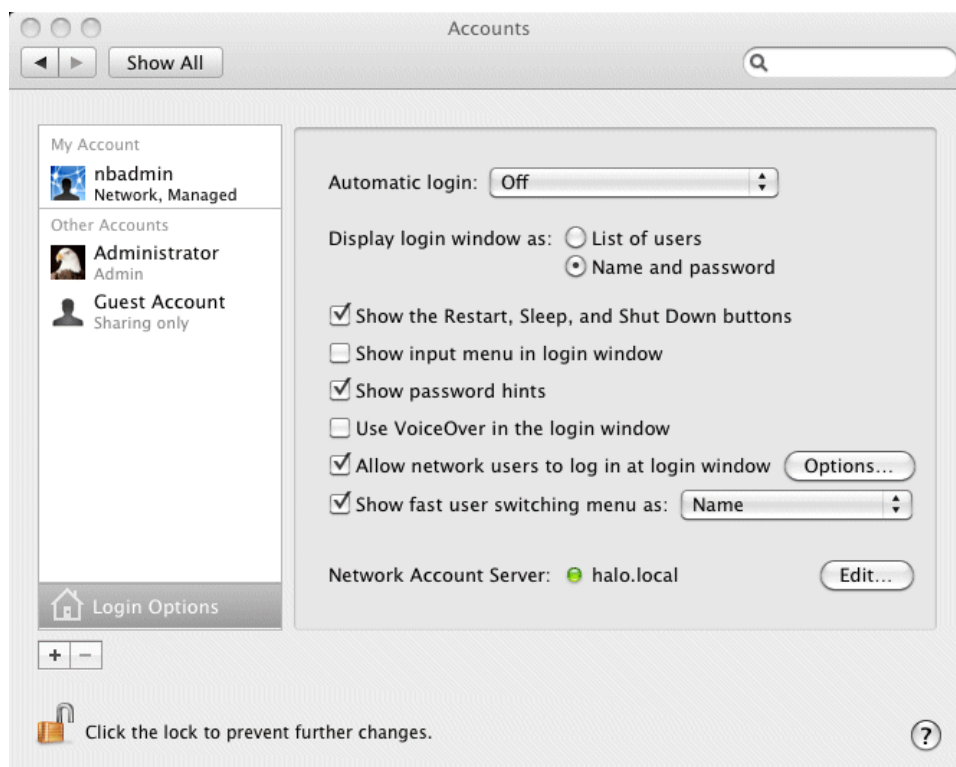 Accounts
Show All
My Account
nbadmin
Network, Managed
Other Accounts
Administrator
Admin
Guest Account
Sharing only
Login Options
+ −
Automatic login: Off
Display login window as: List of users
Name and password
Show the Restart, Sleep, and Shut Down buttons
Show input menu in login window
Show password hints
Use VoiceOver in the login window
Allow network users to log in at login window Options...
Show fast user switching menu as: Name
Network Account Server: halo.local Edit...
Click the lock to prevent further changes.
?